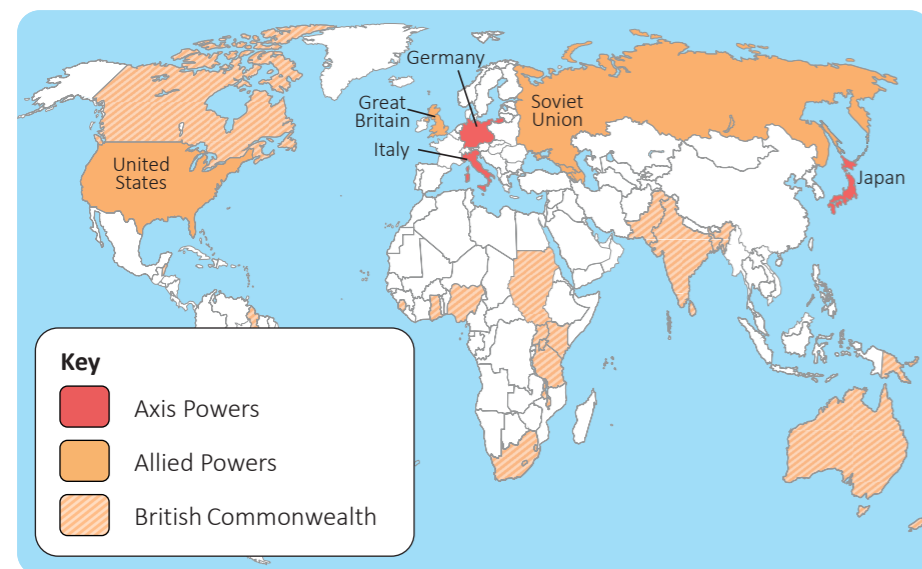 Germany
Great
Britain
Italy
Soviet
Union
United
States
Japan
Key
Axis Powers
Allied Powers
British Commonwealth